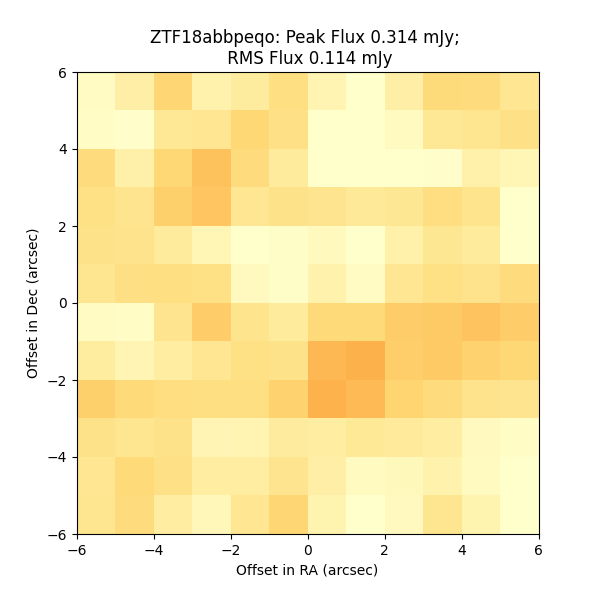 ZTF18abbpeqo: Peak Flux 0.314 mJy;
RMS Flux 0.114 mJy
6
4
2
0
−2
−4
−6
Offset in Dec (arcsec)
−6 −4 −2 0 2 4 6
Offset in RA (arcsec)